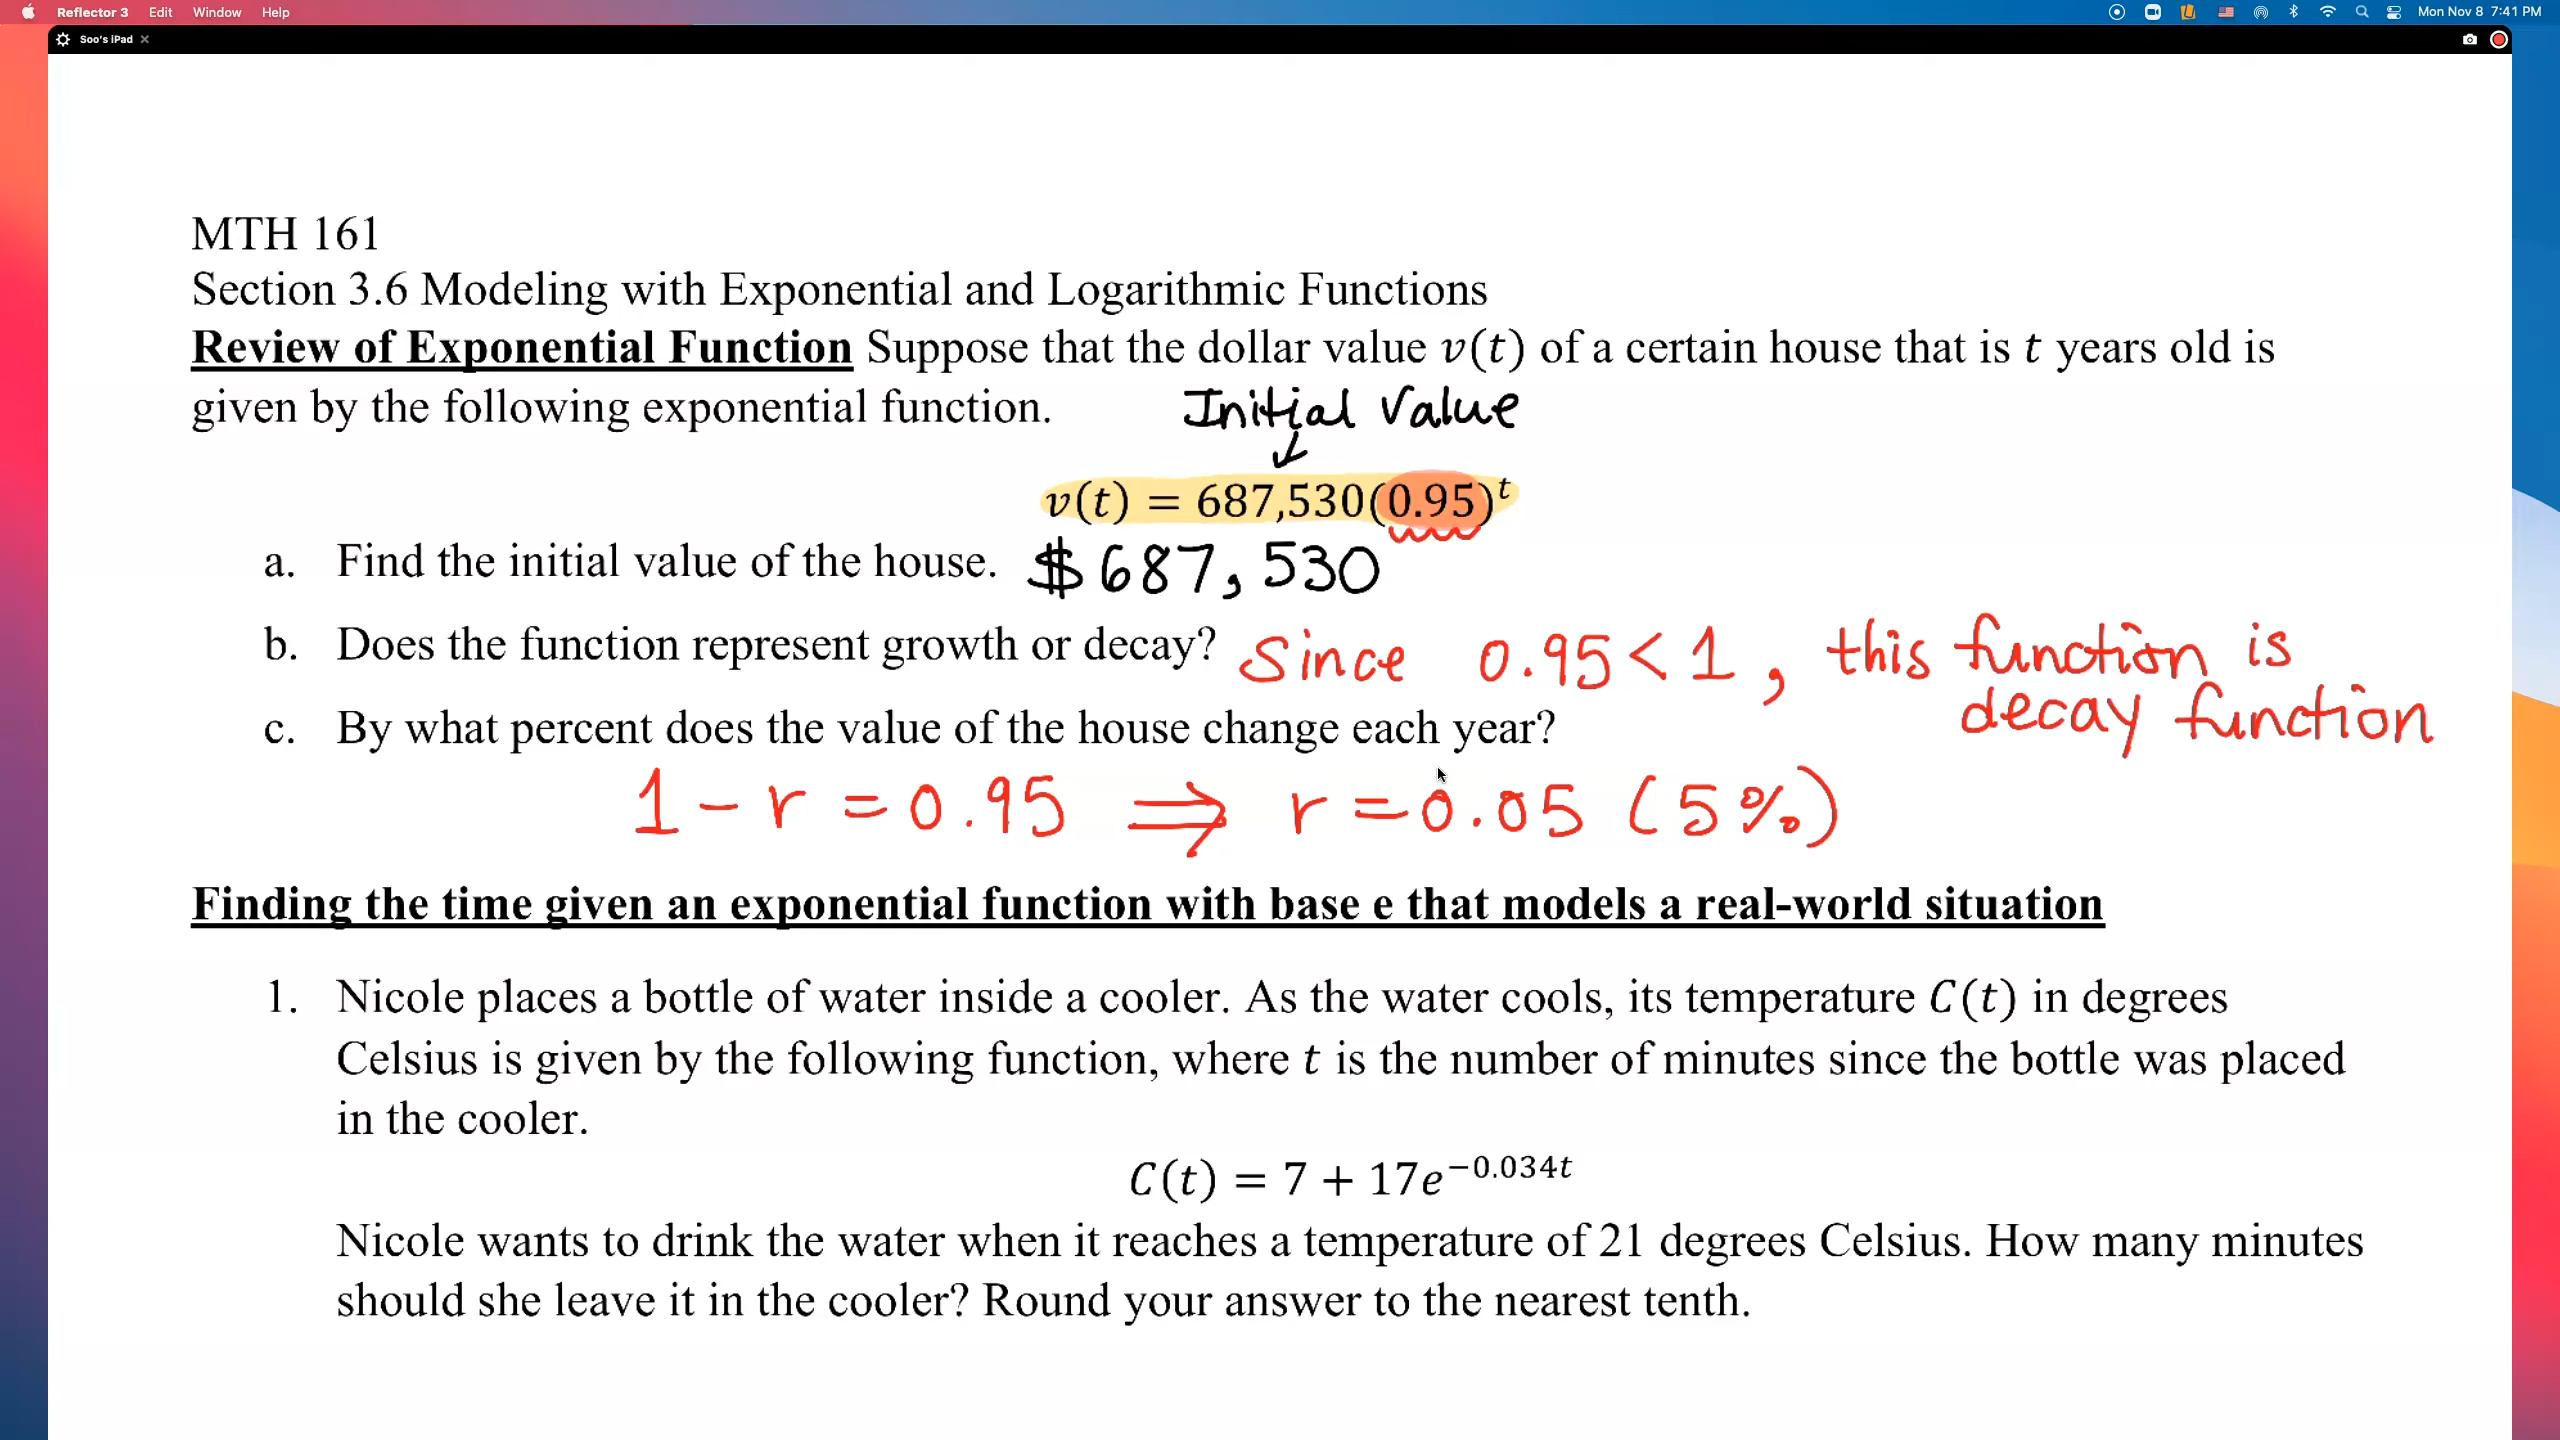 Reflector 3 Edit Window Help Mon Nov 8 7:41 PM
Soo's iPad
MTH 161
Section 3.6 Modeling with Exponential and Logarithmic Functions
Review of Exponential Function Suppose that the dollar value v(t) of a certain house that is t years old is
given by the following exponential function. Initial Value
v(t) = 687,530(0.95)^t
a. Find the initial value of the house. $687,530
b. Does the function represent growth or decay? Since 0.95 < 1, this function is
decay function
c. By what percent does the value of the house change each year?
1 - r = 0.95 ⟹ r = 0.05 (5%)
Finding the time given an exponential function with base e that models a real-world situation
1. Nicole places a bottle of water inside a cooler. As the water cools, its temperature C(t) in degrees
Celsius is given by the following function, where t is the number of minutes since the bottle was placed
in the cooler.
C(t) = 7 + 17e^−0.034t
Nicole wants to drink the water when it reaches a temperature of 21 degrees Celsius. How many minutes
should she leave it in the cooler? Round your answer to the nearest tenth.